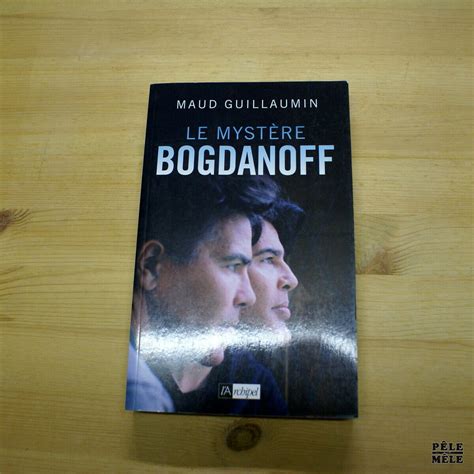 MAUD GUILLAUMIN
LE MYSTÈRE
BOGDANOFF
l'Archipel
PÊLE
MÊLE